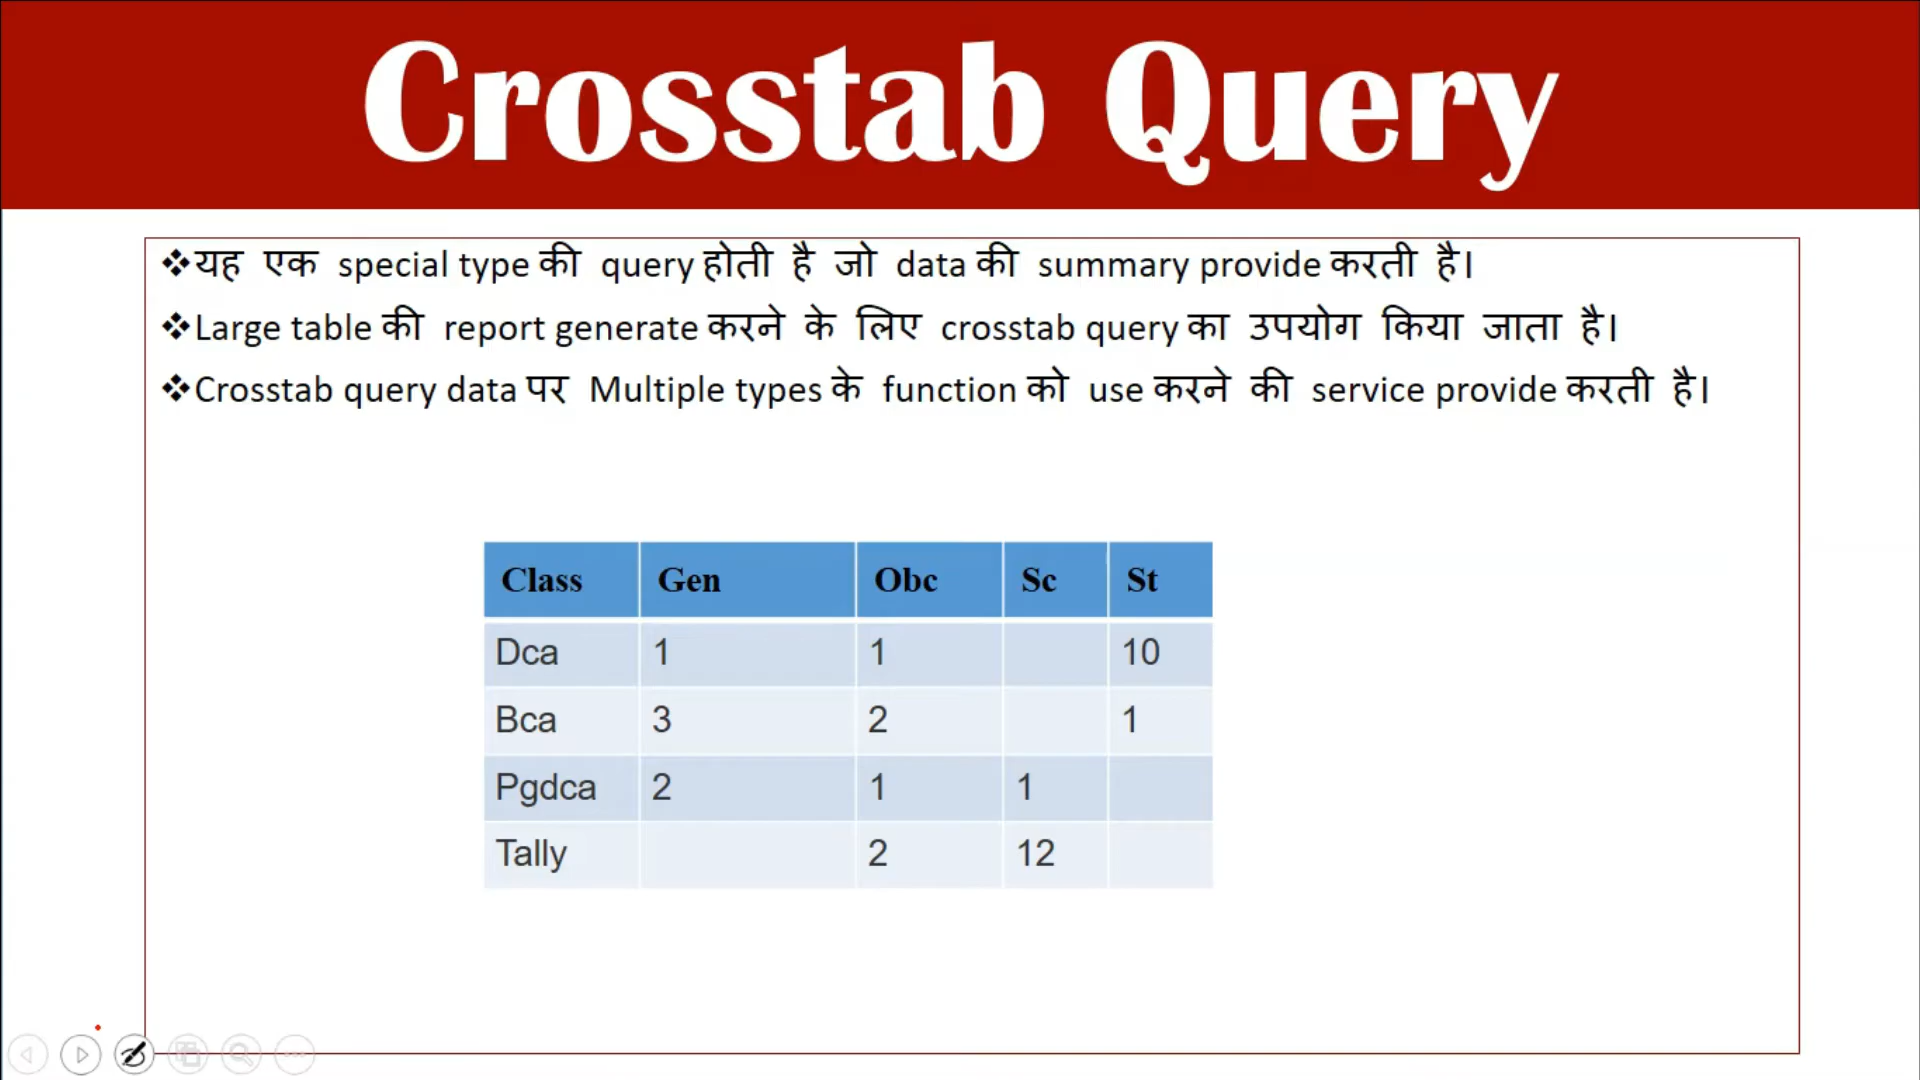 Crosstab Query
❖यह एक special type की query होती है जो data की summary provide करती है।
❖Large table की report generate करने के लिए crosstab query का उपयोग किया जाता है।
❖Crosstab query data पर Multiple types के function को use करने की service provide करती है।
Class Gen Obc Sc St
Dca 1 1 10
Bca 3 2 1
Pgdca 2 1 1
Tally 2 12